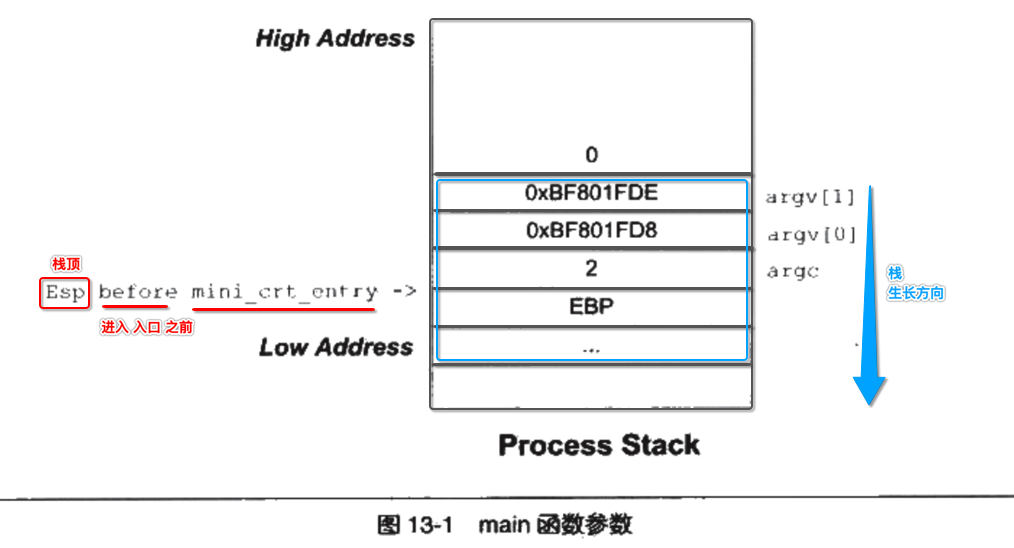 High Address
0
0xBF801FDE
argv[1]
0xBF801FD8
argv[0]
栈顶
2
argc
栈
生长方向
Esp before mini_crt_entry ->
EBP
进入 入口 之前
Low Address
...
Process Stack
图 13-1 main 函数参数